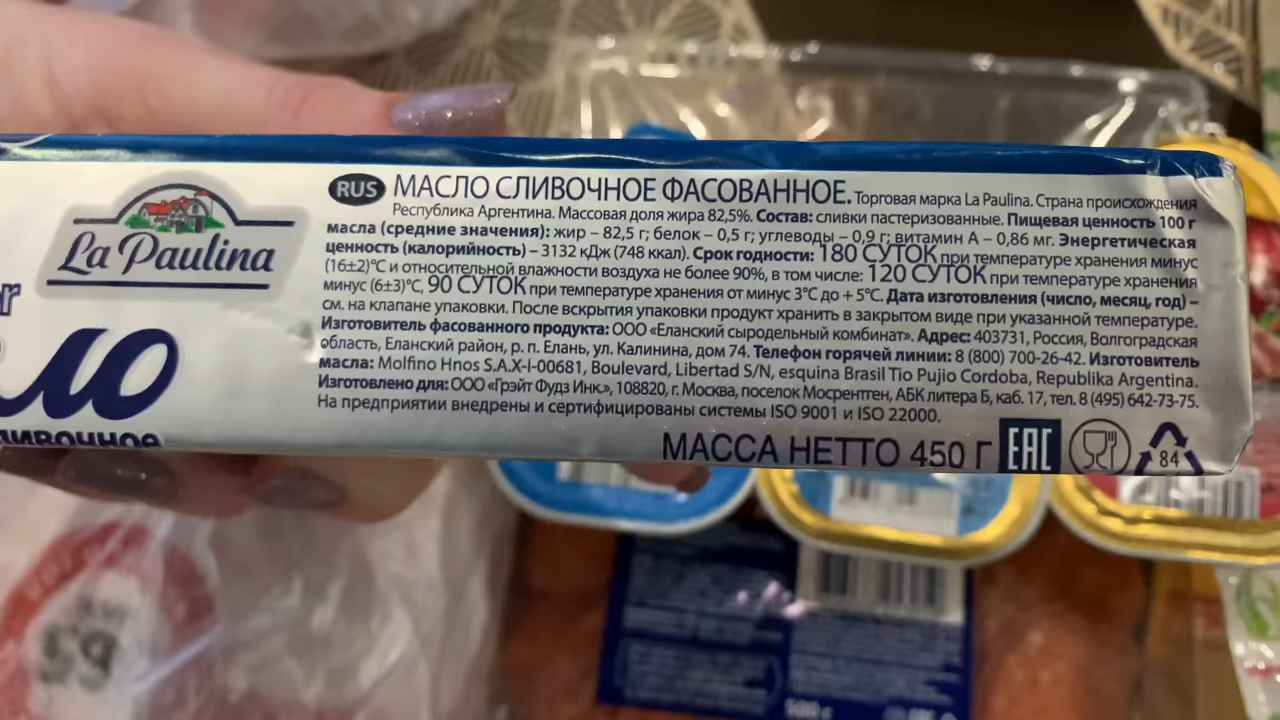 La Paulina
ло
RUS МАСЛО СЛИВОЧНОЕ ФАСОВАННОЕ. Торговая марка La Paulina. Страна происхождения
Республика Аргентина. Массовая доля жира 82,5%. Состав: сливки пастеризованные. Пищевая ценность 100 г
масла (средние значения): жир – 82,5 г; белок – 0,5 г; углеводы – 0,9 г; витамин А – 0,86 мг. Энергетическая
ценность (калорийность) – 3132 кДж (748 ккал). Срок годности: 180 СУТОК при температуре хранения минус
(16±2)°С и относительной влажности воздуха не более 90%, в том числе: 120 СУТОК при температуре хранения
минус (6±3)°С, 90 СУТОК при температуре хранения от минус 3°С до + 5°С. Дата изготовления (число, месяц, год) –
см. на клапане упаковки. После вскрытия упаковки продукт хранить в закрытом виде при указанной температуре.
Изготовитель фасованного продукта: ООО «Еланский сыродельный комбинат». Адрес: 403731, Россия, Волгоградская
область, Еланский район, р. п. Елань, ул. Калинина, дом 74. Телефон горячей линии: 8 (800) 700-26-42. Изготовитель
масла: Molfino Hnos S.A.X-I-00681, Boulevard, Libertad S/N, esquina Brasil Tio Pujio Cordoba, Republika Argentina.
Изготовлено для: ООО «Грэйт Фудз Инк.», 108820, г. Москва, поселок Мосрентген, АБК литера Б, каб. 17, тел. 8 (495) 642-73-75.
На предприятии внедрены и сертифицированы системы ISO 9001 и ISO 22000.
МАССА НЕТТО 450 Г EAC 84
59
500 г